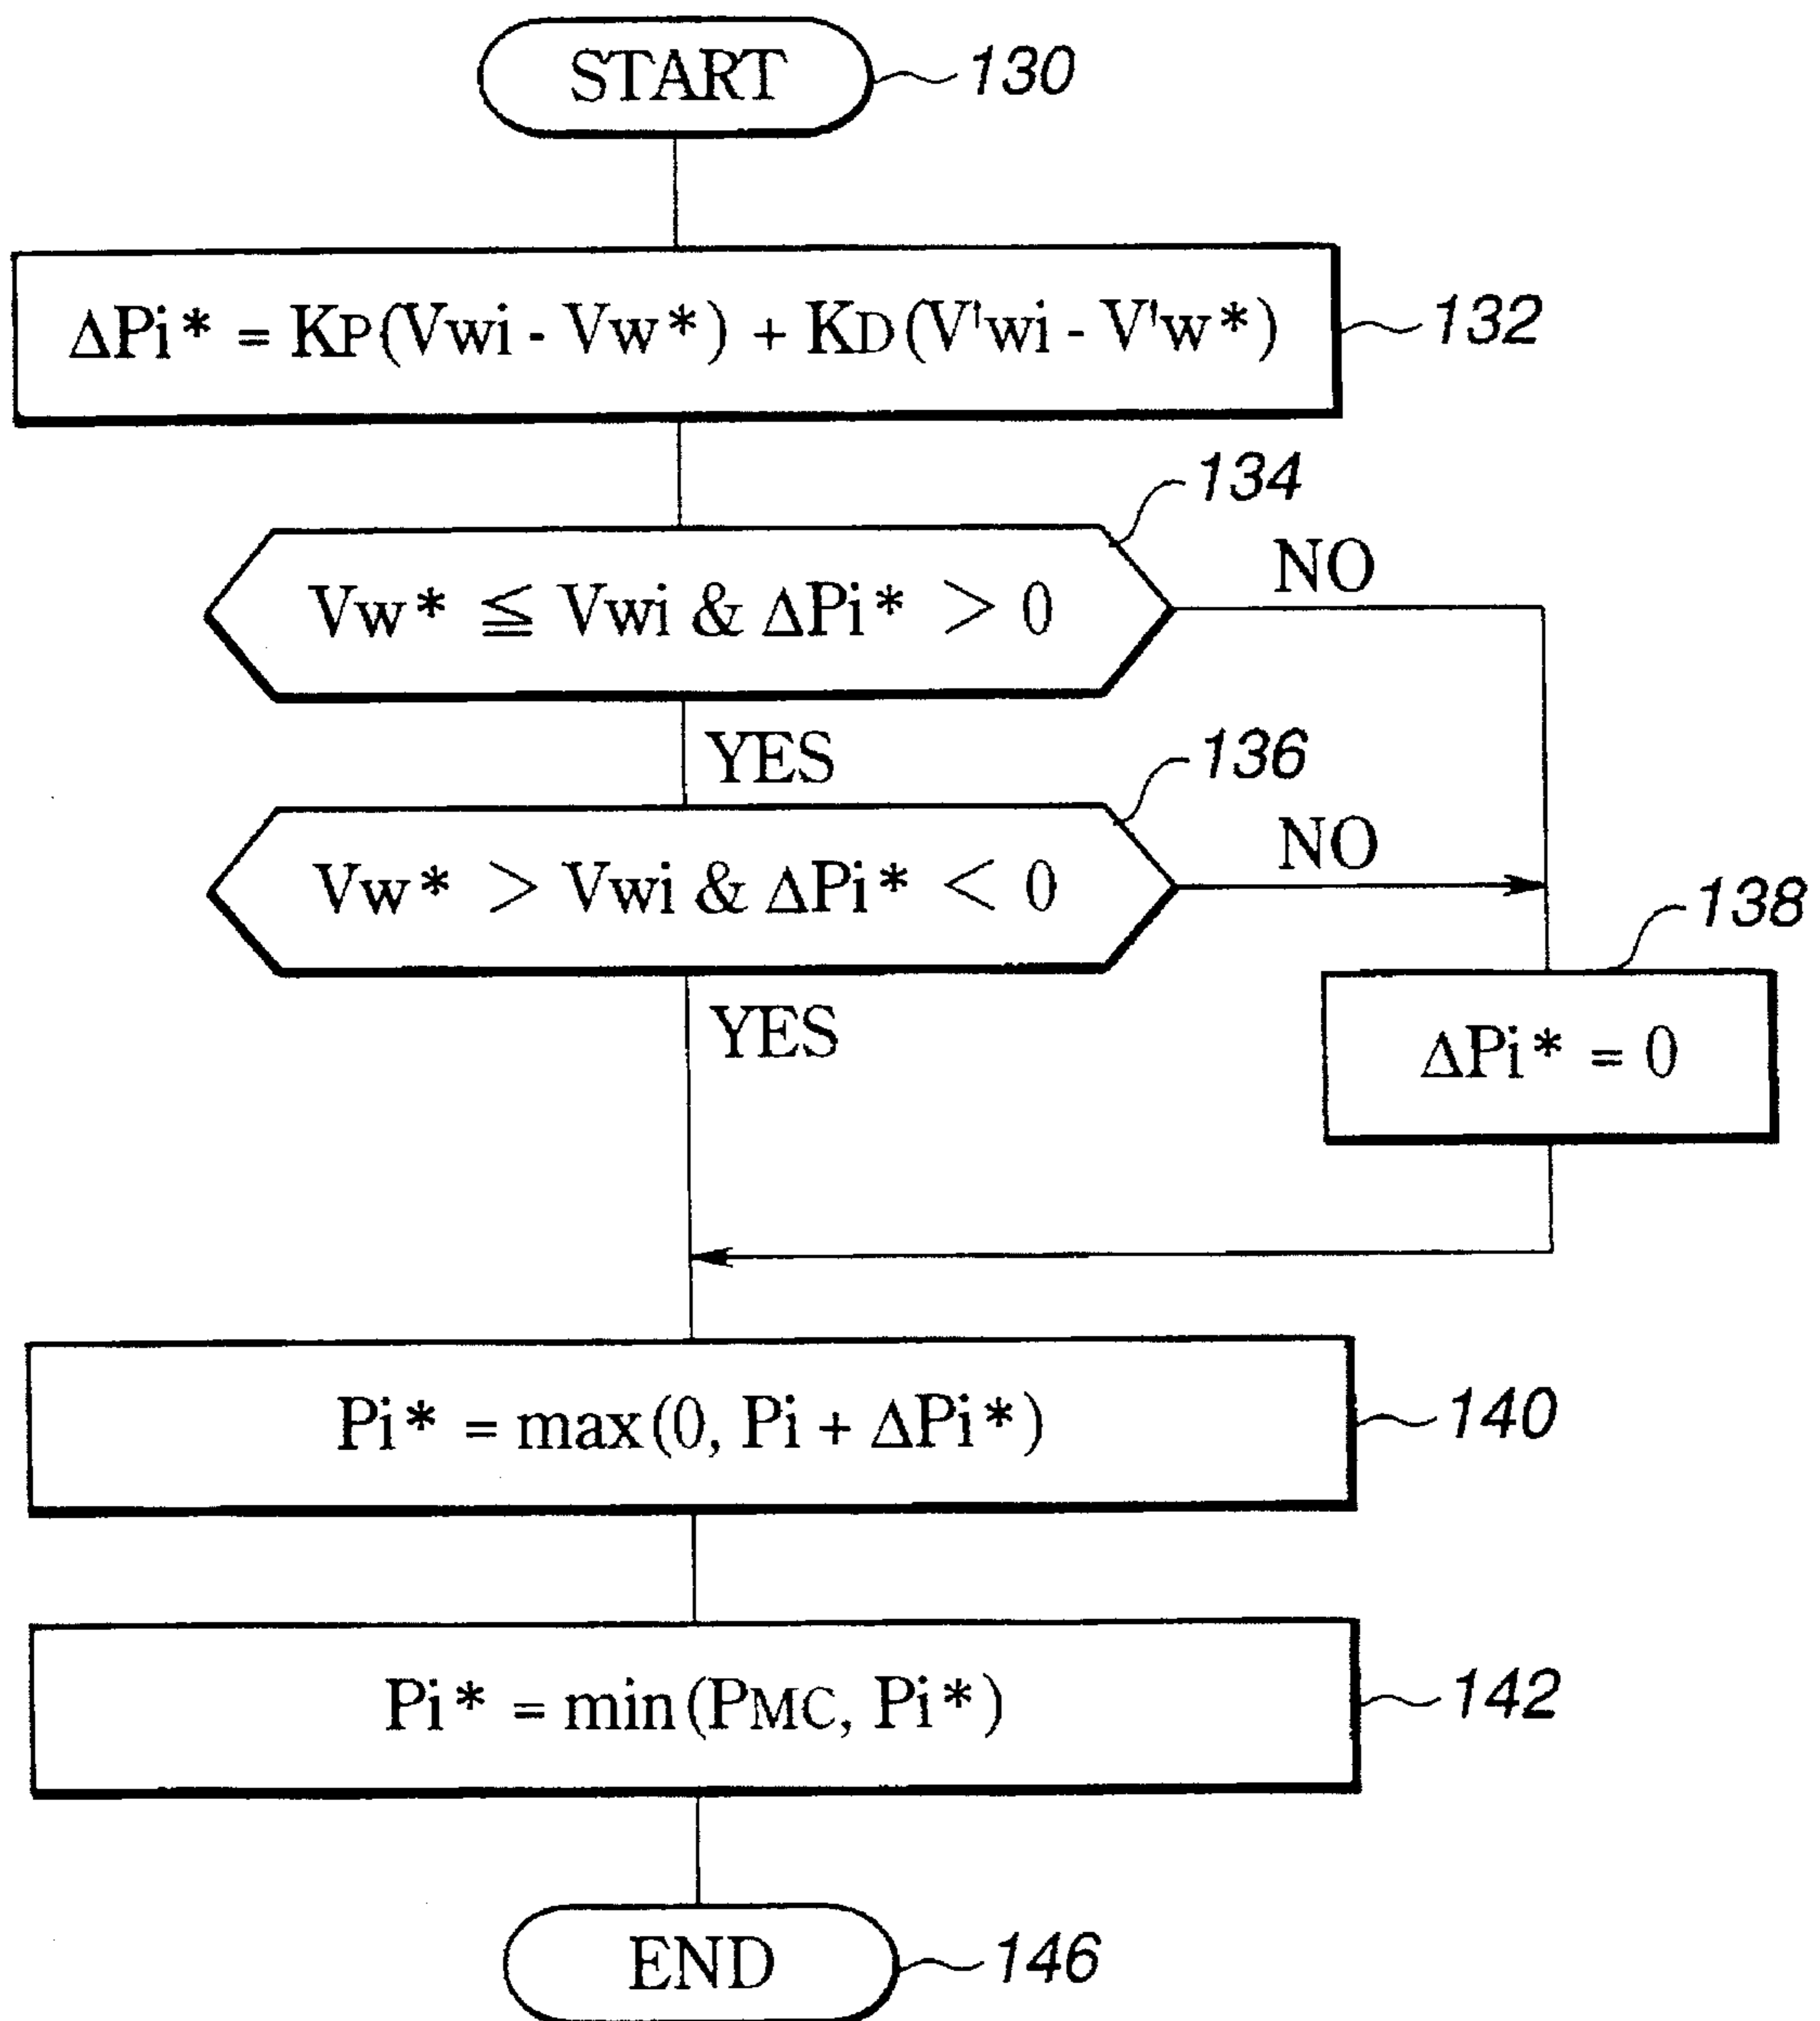 START
130
ΔPi* = KP(Vwi - Vw*) + KD(V'wi - V'w*)
132
134
Vw* ≦ Vwi & ΔPi* > 0
NO
YES
136
Vw* > Vwi & ΔPi* < 0
NO
138
YES
ΔPi* = 0
Pi* = max(0, Pi + ΔPi*)
140
Pi* = min(PMC, Pi*)
142
END
146